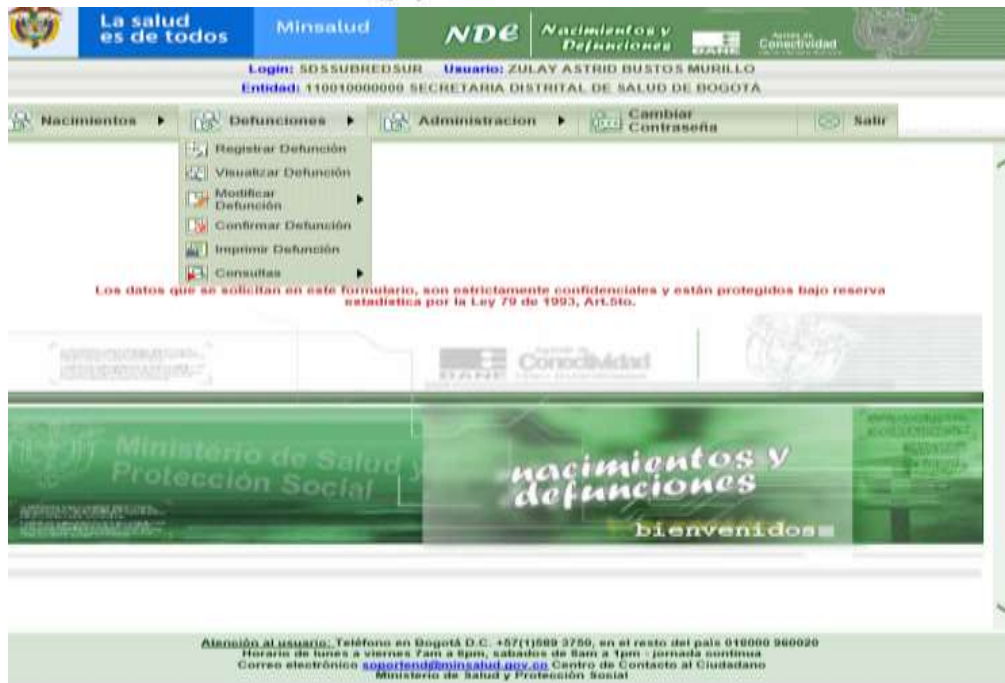 La salud
es de todos
Minsalud
NDE
Nacimientos y
Defunciones
DANE
Agenda de
Conectividad
Login: SDSSUBREDSUR Usuario: ZULAY ASTRID BUSTOS MURILLO
Entidad: 110010000000 SECRETARIA DISTRITAL DE SALUD DE BOGOTÁ
Nacimientos
Defunciones
Administracion
Cambiar
Contraseña
Salir
Registrar Defunción
Visualizar Defunción
Modificar
Defunción
Confirmar Defunción
Imprimir Defunción
Consultas
Los datos que se solicitan en este formulario, son estrictamente confidenciales y están protegidos bajo reserva
estadística por la Ley 79 de 1993, Art.5to.
DANE
Conectividad
Ministerio de Salud y
Protección Social
nacimientos y
defunciones
bienvenidos
Atención al usuario: Teléfono en Bogotá D.C. +57(1)589 3750, en el resto del país 018000 960020
Horario de lunes a viernes 7am a 6pm, sabados de 8am a 1pm - jornada continua
Correo electrónico soportend@minsalud.gov.co Centro de Contacto al Ciudadano
Ministerio de Salud y Protección Social